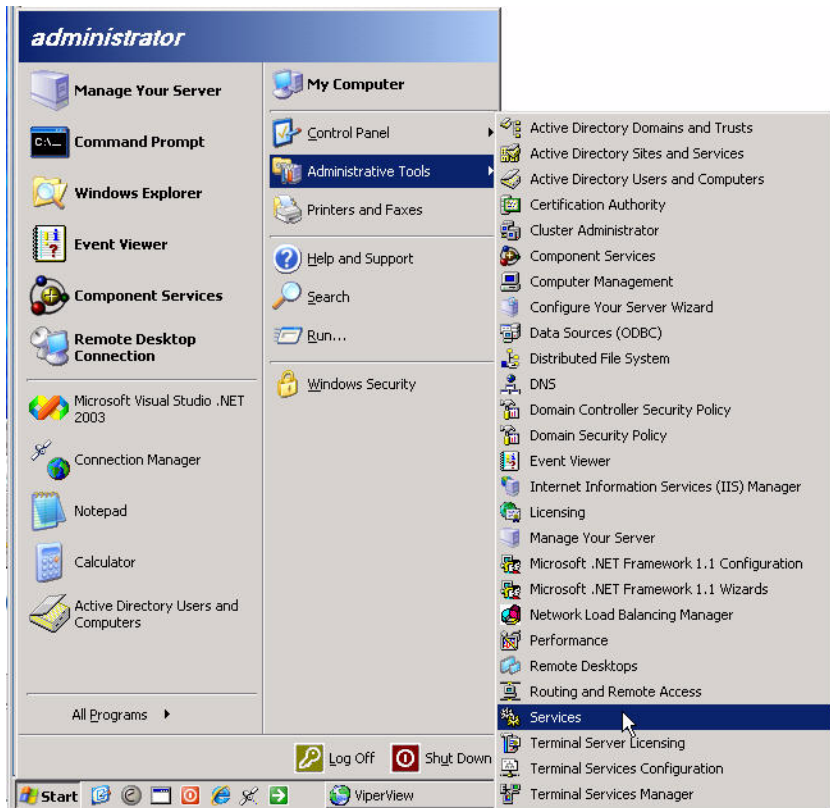 administrator
Manage Your Server
Command Prompt
C:\_
Windows Explorer
Event Viewer
Component Services
Remote Desktop
Connection
Microsoft Visual Studio .NET
2003
Connection Manager
Notepad
Calculator
Active Directory Users and
Computers
All Programs
My Computer
Control Panel
Administrative Tools
Printers and Faxes
Help and Support
Search
Run...
Windows Security
Active Directory Domains and Trusts
Active Directory Sites and Services
Active Directory Users and Computers
Certification Authority
Cluster Administrator
Component Services
Computer Management
Configure Your Server Wizard
Data Sources (ODBC)
Distributed File System
DNS
Domain Controller Security Policy
Domain Security Policy
Event Viewer
Internet Information Services (IIS) Manager
Licensing
Manage Your Server
Microsoft .NET Framework 1.1 Configuration
Microsoft .NET Framework 1.1 Wizards
Network Load Balancing Manager
Performance
Remote Desktops
Routing and Remote Access
Services
Terminal Server Licensing
Terminal Services Configuration
Terminal Services Manager
Log Off
Shut Down
Start
ViperView